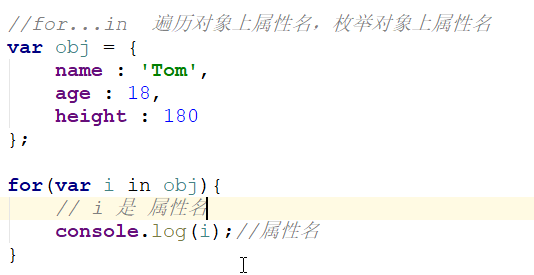 //for...in  遍历对象上属性名，枚举对象上属性名
var obj = {
    name : 'Tom',
    age : 18,
    height : 180
};
for(var i in obj){
    // i 是 属性名
    console.log(i);//属性名
}